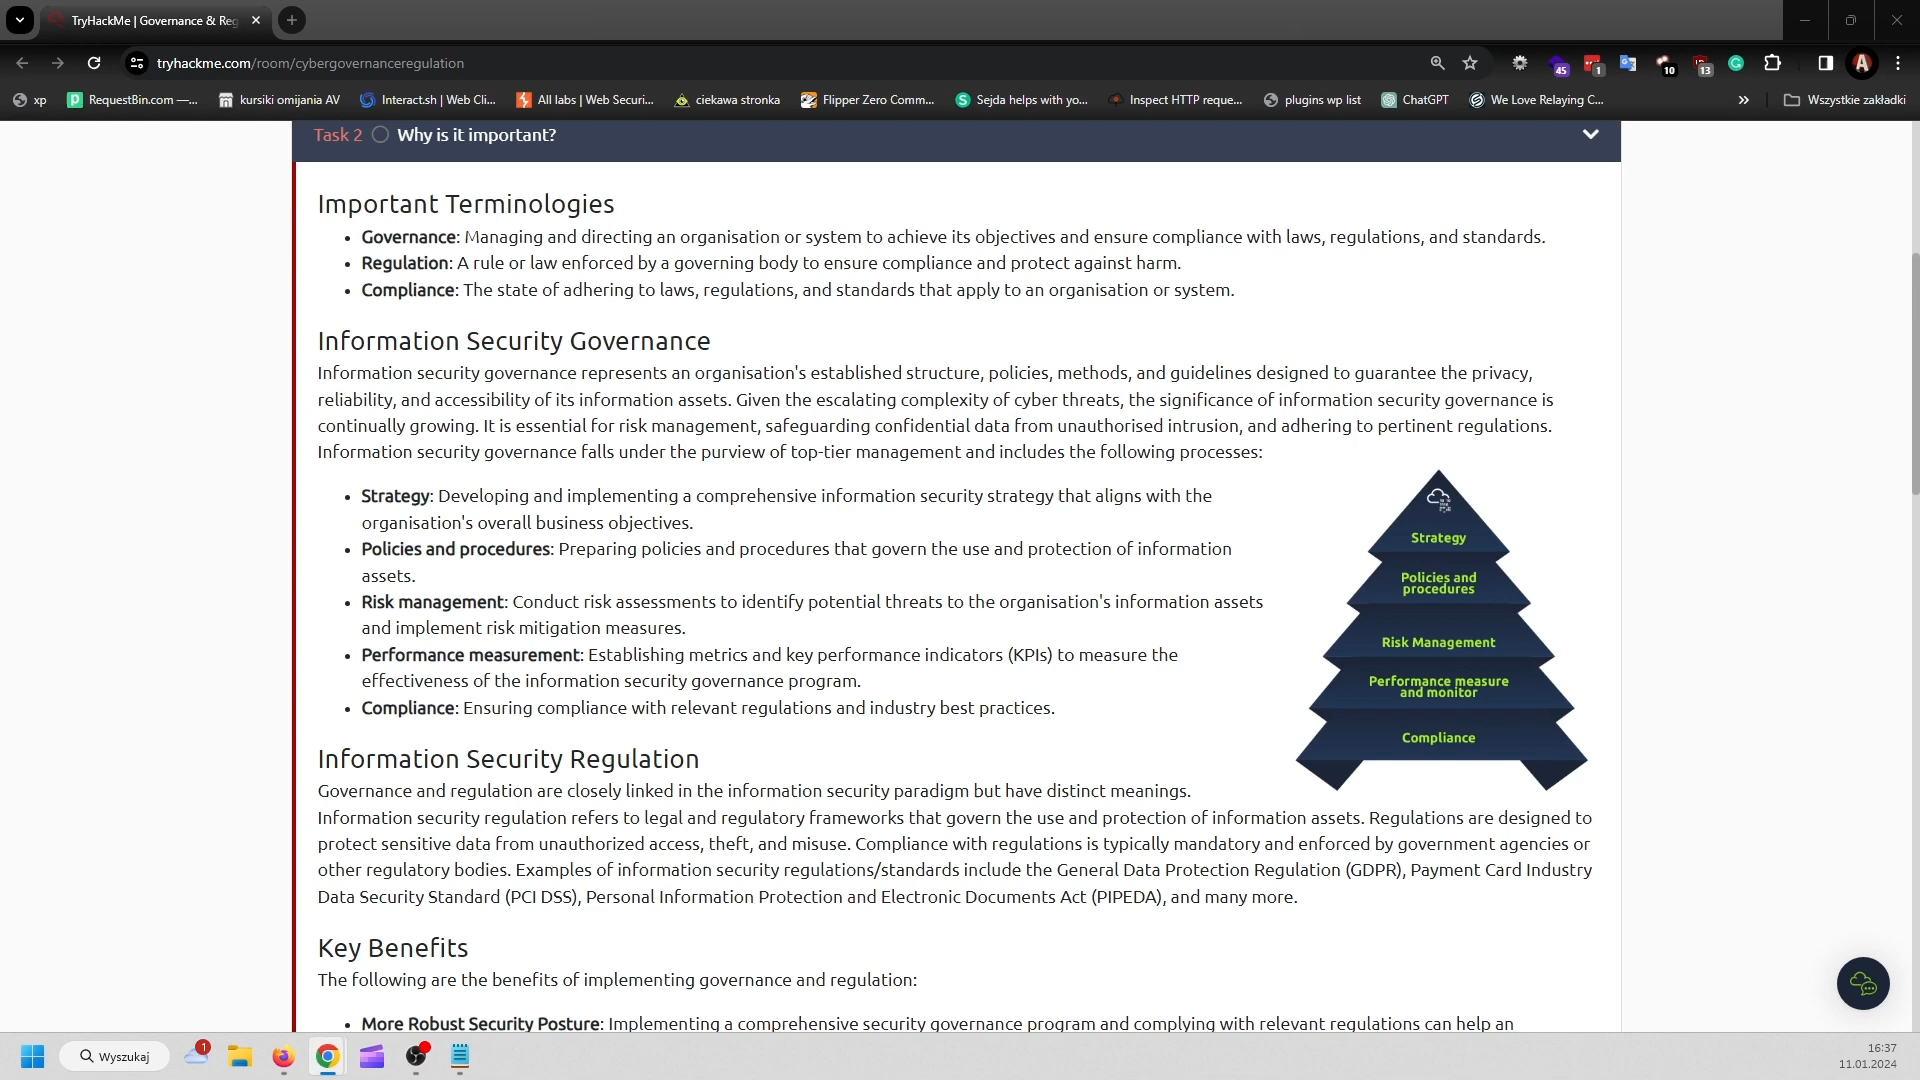 TryHackMe | Governance & Reg
tryhackme.com/room/cybergovernanceregulation
45
1
10
13
A
xp
RequestBin.com —...
kursiki omijania AV
Interact.sh | Web Cli...
All labs | Web Securi...
ciekawa stronka
Flipper Zero Comm...
Sejda helps with yo...
Inspect HTTP reque...
plugins wp list
ChatGPT
We Love Relaying C...
Wszystkie zakładki
Task 2 Why is it important?
Important Terminologies
Governance: Managing and directing an organisation or system to achieve its objectives and ensure compliance with laws, regulations, and standards.
Regulation: A rule or law enforced by a governing body to ensure compliance and protect against harm.
Compliance: The state of adhering to laws, regulations, and standards that apply to an organisation or system.
Information Security Governance
Information security governance represents an organisation's established structure, policies, methods, and guidelines designed to guarantee the privacy,
reliability, and accessibility of its information assets. Given the escalating complexity of cyber threats, the significance of information security governance is
continually growing. It is essential for risk management, safeguarding confidential data from unauthorised intrusion, and adhering to pertinent regulations.
Information security governance falls under the purview of top-tier management and includes the following processes:
Strategy: Developing and implementing a comprehensive information security strategy that aligns with the
organisation's overall business objectives.
Policies and procedures: Preparing policies and procedures that govern the use and protection of information
assets.
Risk management: Conduct risk assessments to identify potential threats to the organisation's information assets
and implement risk mitigation measures.
Performance measurement: Establishing metrics and key performance indicators (KPIs) to measure the
effectiveness of the information security governance program.
Compliance: Ensuring compliance with relevant regulations and industry best practices.
Strategy
Policies and
procedures
Risk Management
Performance measure
and monitor
Compliance
Information Security Regulation
Governance and regulation are closely linked in the information security paradigm but have distinct meanings.
Information security regulation refers to legal and regulatory frameworks that govern the use and protection of information assets. Regulations are designed to
protect sensitive data from unauthorized access, theft, and misuse. Compliance with regulations is typically mandatory and enforced by government agencies or
other regulatory bodies. Examples of information security regulations/standards include the General Data Protection Regulation (GDPR), Payment Card Industry
Data Security Standard (PCI DSS), Personal Information Protection and Electronic Documents Act (PIPEDA), and many more.
Key Benefits
The following are the benefits of implementing governance and regulation:
More Robust Security Posture: Implementing a comprehensive security governance program and complying with relevant regulations can help an
Wyszukaj
1
16:37
11.01.2024